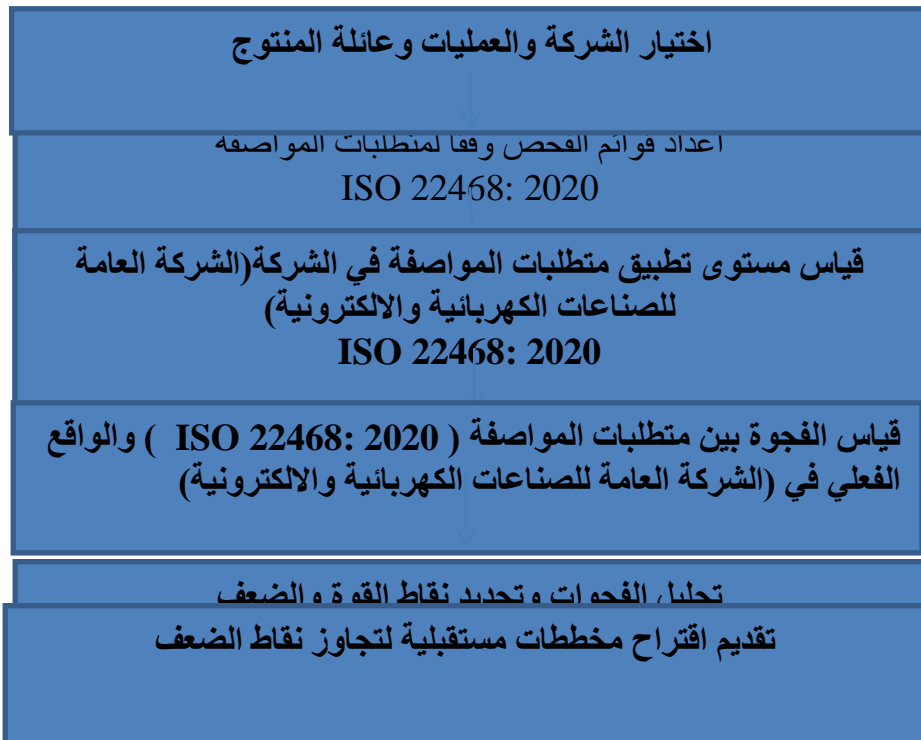 اختيار الشركة والعمليات وعائلة المنتوج
اعداد قوائم الفحص وفقا لمتطلبات المواصفة
ISO 22468: 2020
قياس مستوى تطبيق متطلبات المواصفة في الشركة(الشركة العامة
للصناعات الكهربائية والالكترونية)
ISO 22468: 2020
قياس الفجوة بين متطلبات المواصفة ( ISO 22468: 2020 ) والواقع
الفعلي في (الشركة العامة للصناعات الكهربائية والالكترونية)
تحليل الفجوات وتحديد نقاط القوة والضعف
تقديم اقتراح مخططات مستقبلية لتجاوز نقاط الضعف